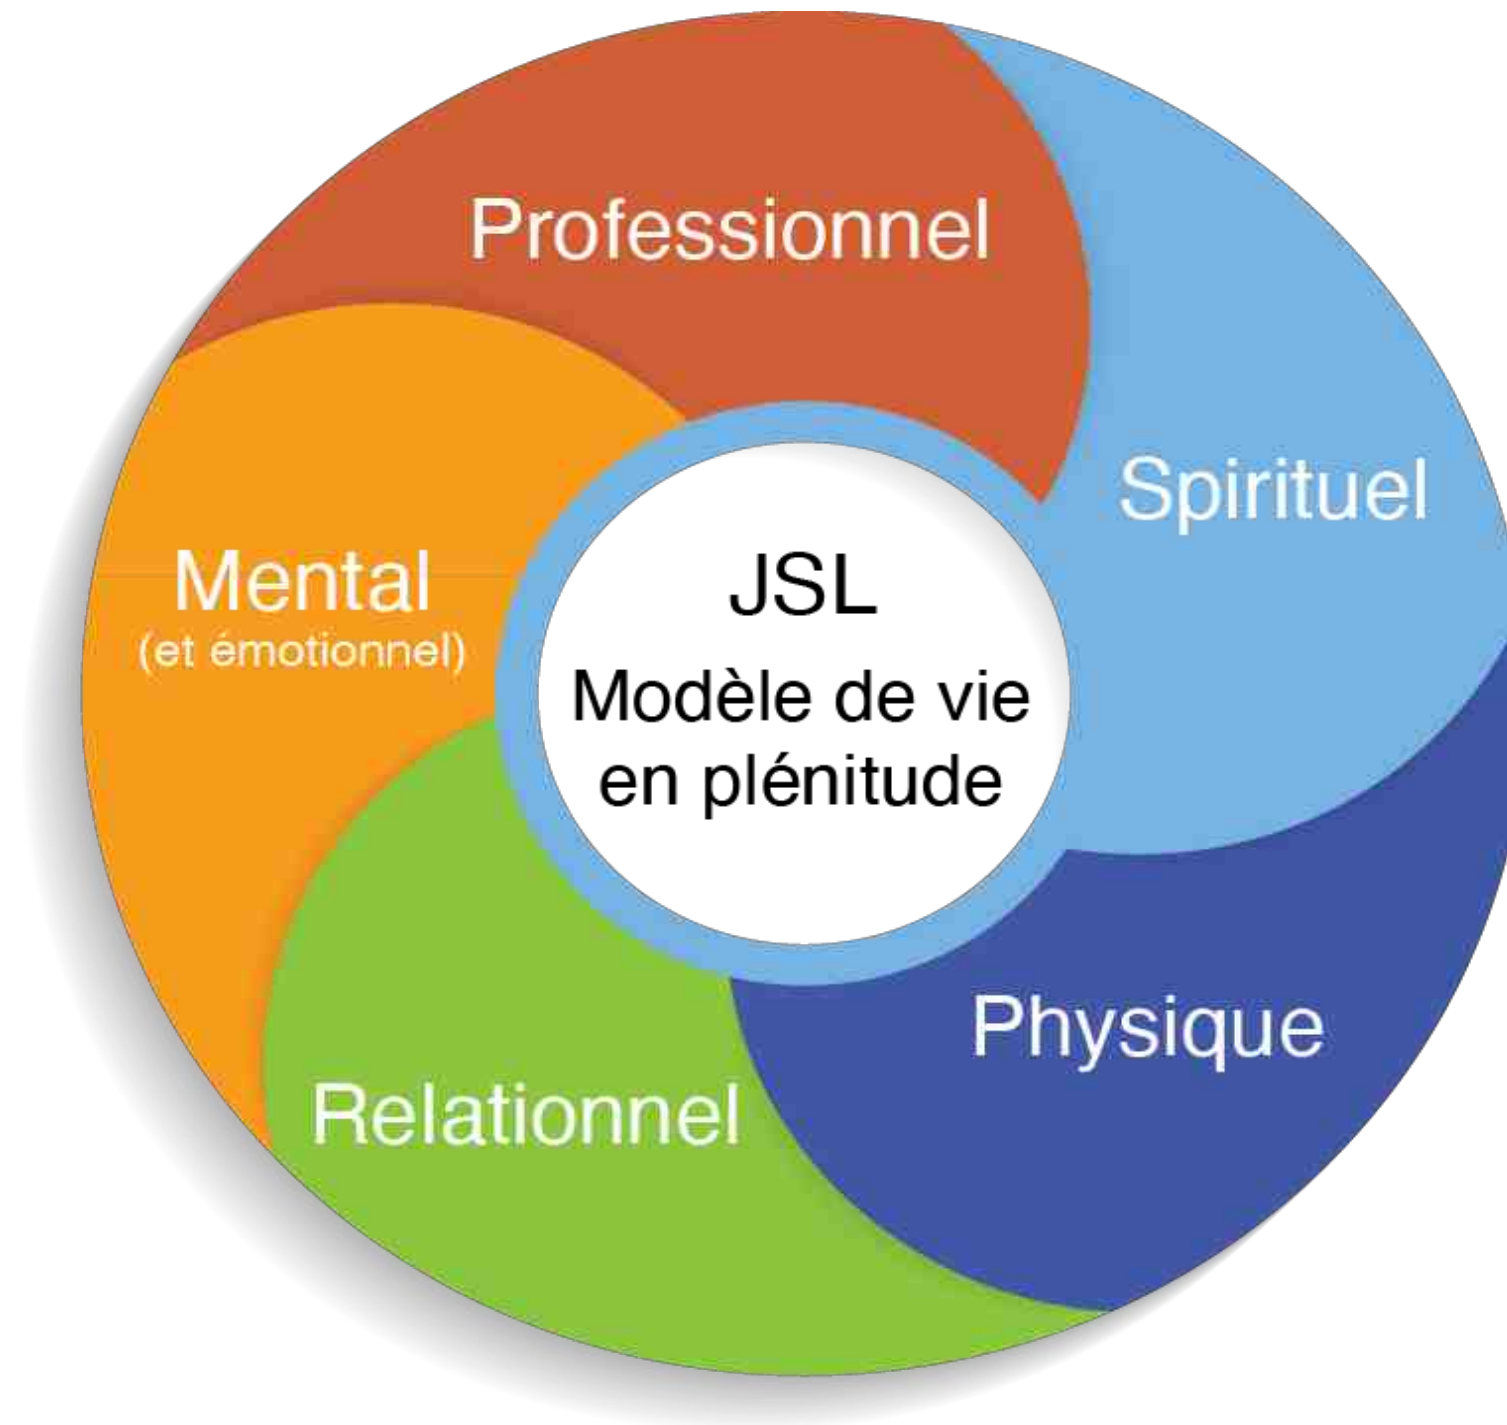 Professionnel
Spirituel
Mental
(et émotionnel)
JSL
Modèle de vie
en plénitude
Physique
Relationnel